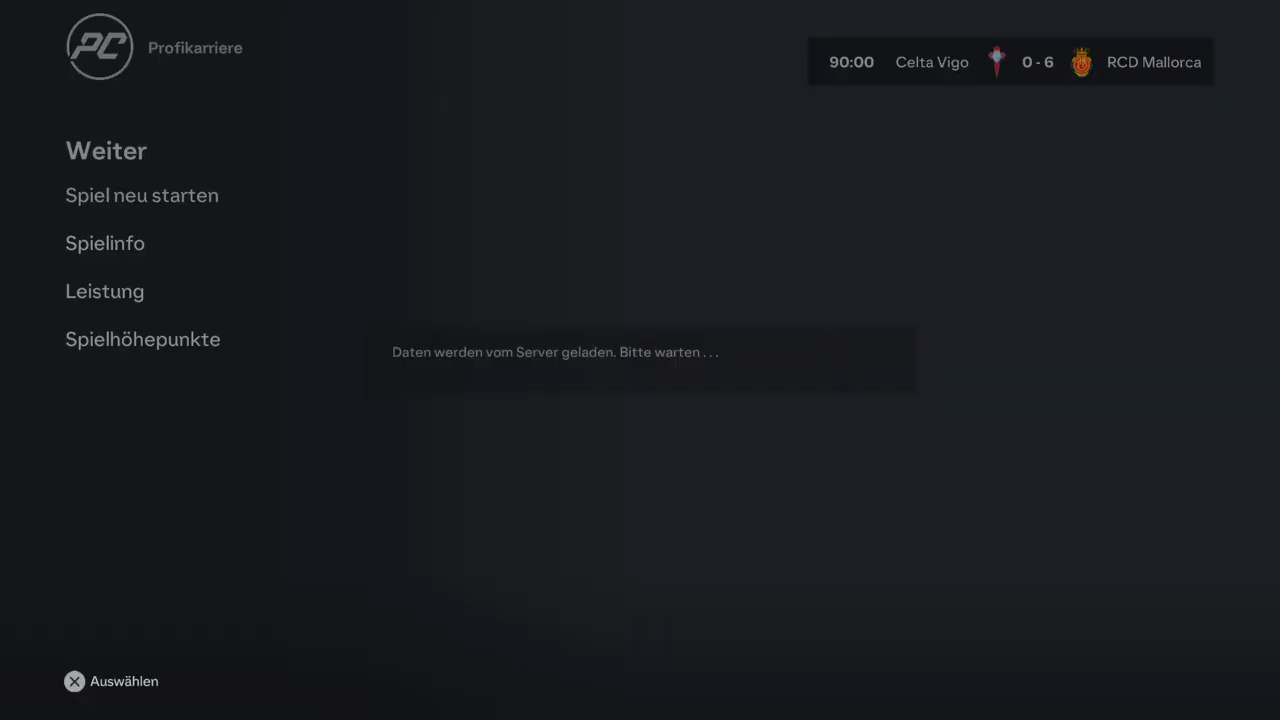 PC Profikarriere
90:00 Celta Vigo 0 - 6 RCD Mallorca
Weiter
Spiel neu starten
Spielinfo
Leistung
Spielhöhepunkte
Daten werden vom Server geladen. Bitte warten . . .
Auswählen